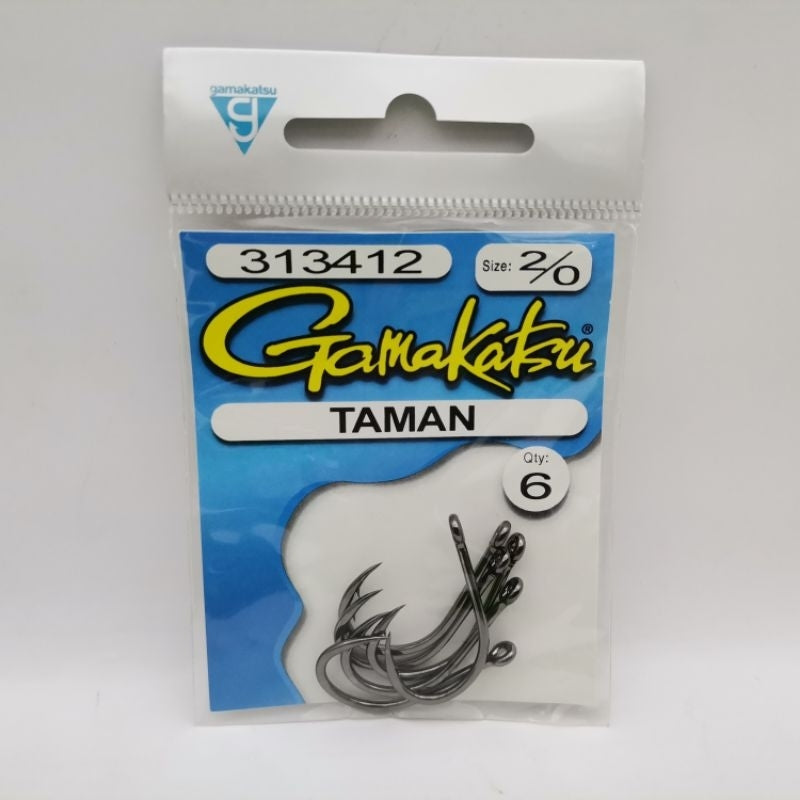 gamakatsu
g
313412
Size: 2/0
Gamakatsu®
TAMAN
Qty:
6